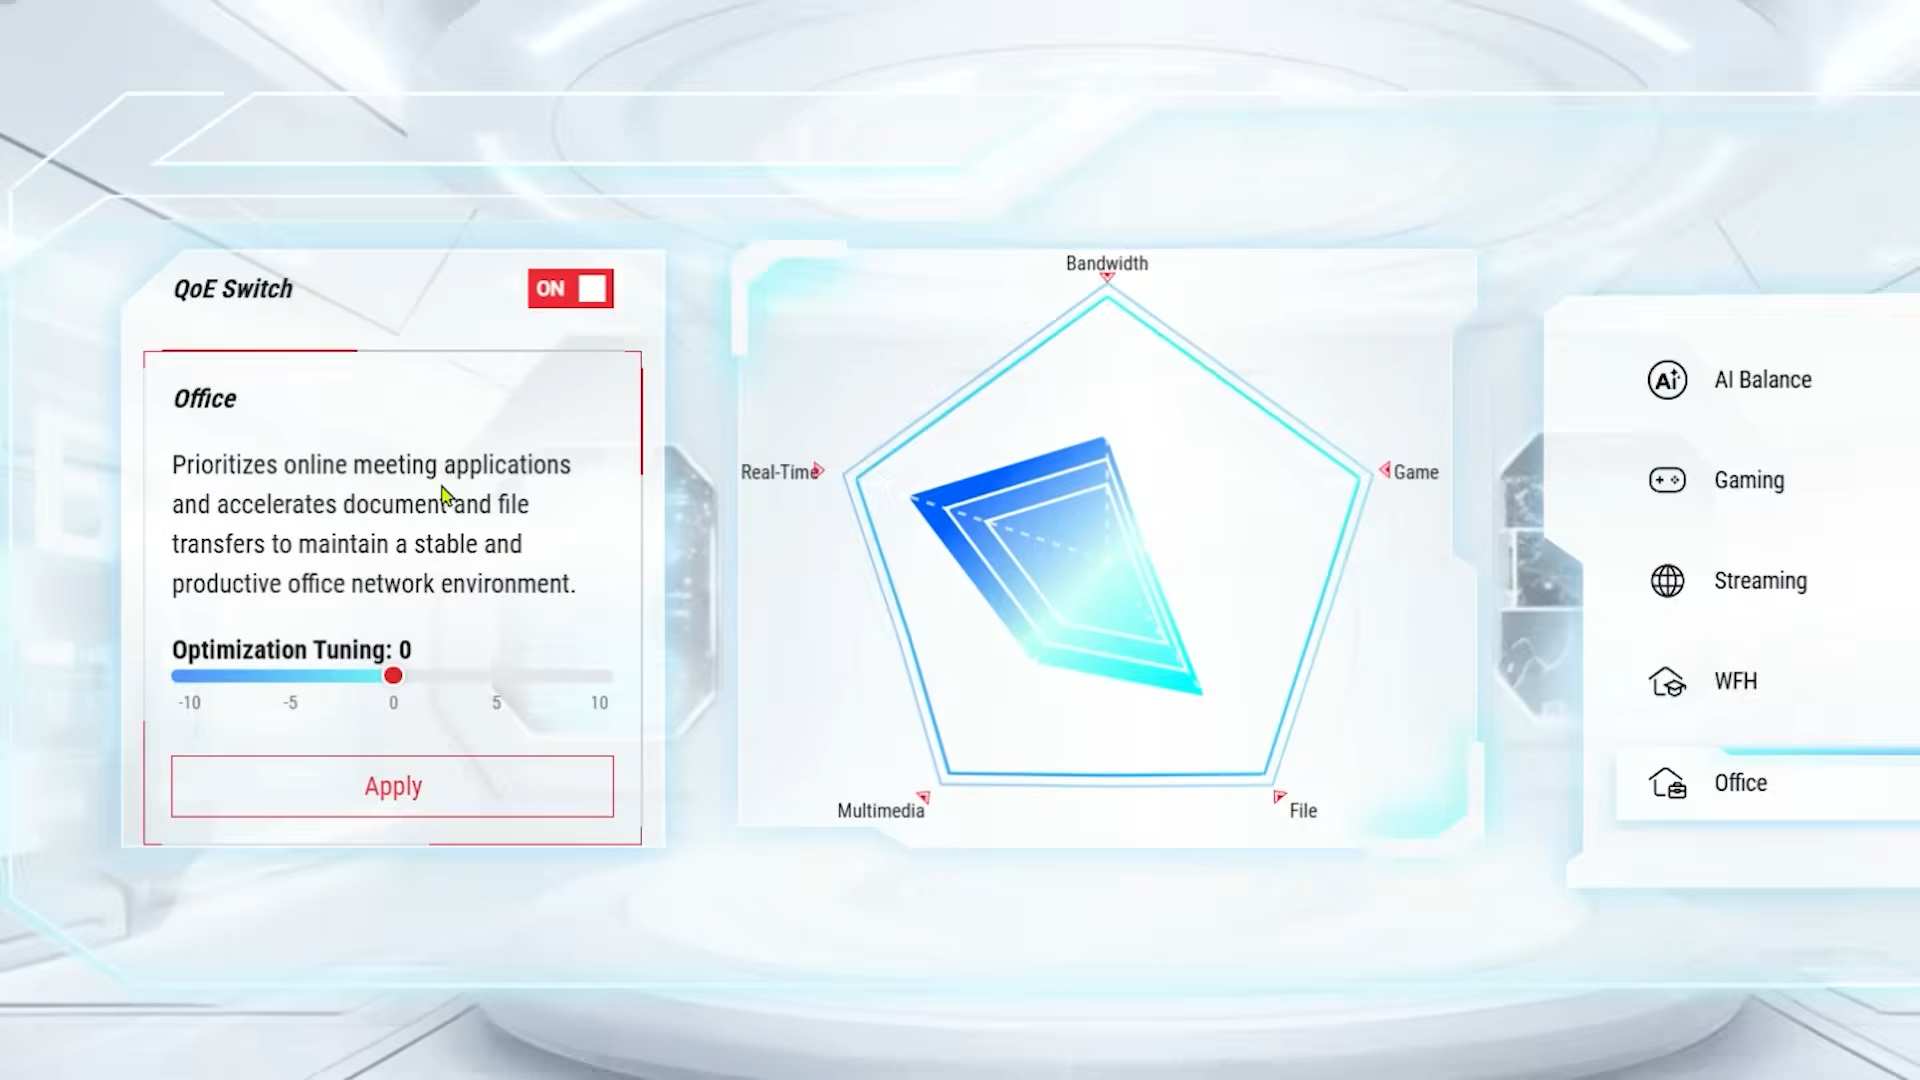 QoE Switch
ON
Office
Prioritizes online meeting applications
and accelerates document and file
transfers to maintain a stable and
productive office network environment.
Optimization Tuning: 0
-10 -5 0 5 10
Apply
Bandwidth
Real-Time
Game
Multimedia
File
AI Balance
Gaming
Streaming
WFH
Office